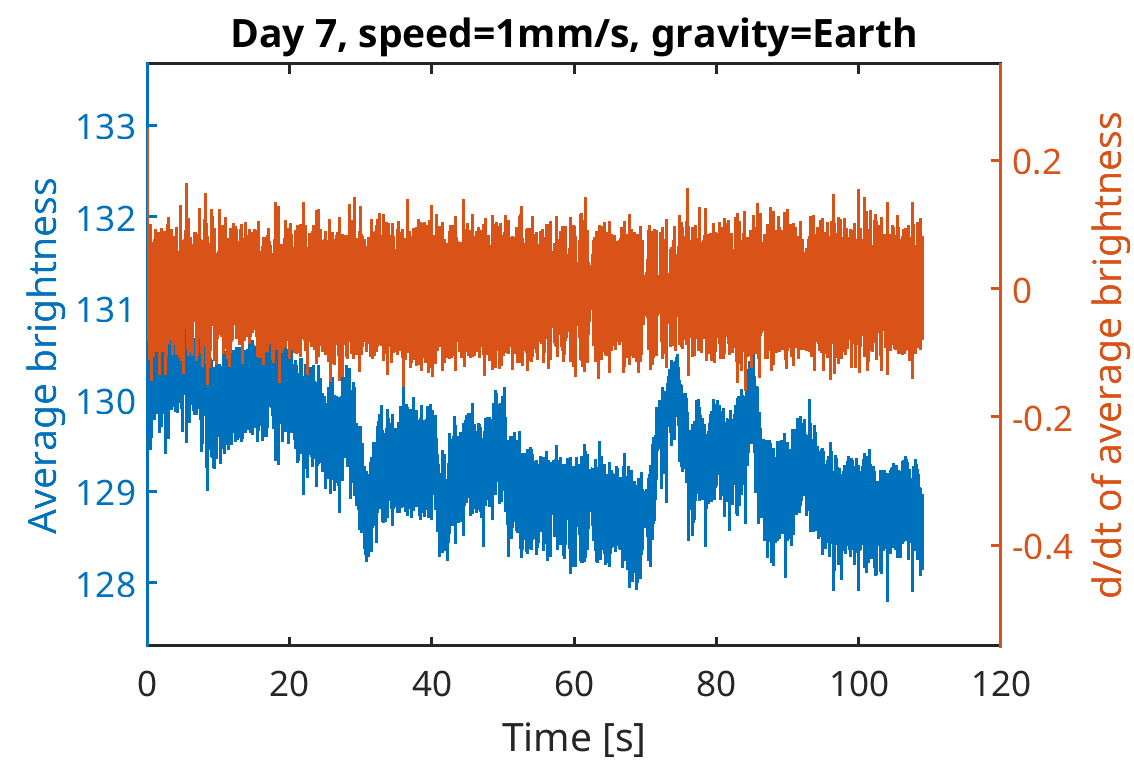 Day 7, speed=1mm/s, gravity=Earth
Average brightness
133
132
131
130
129
128
0.2
0
-0.2
-0.4
d/dt of average brightness
0 20 40 60 80 100 120
Time [s]